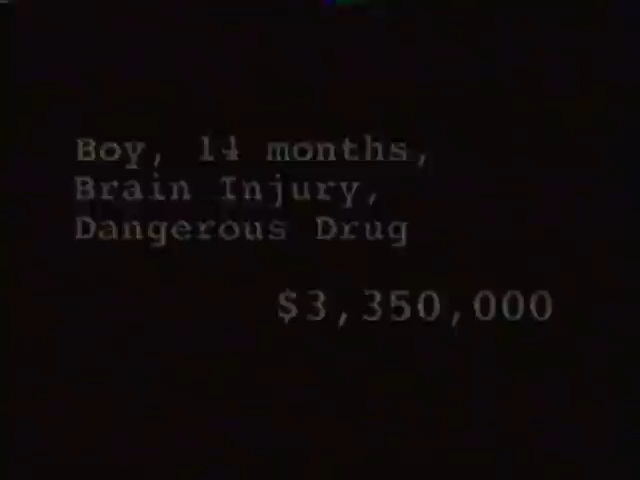 Boy, 14 months,
Brain Injury,
Dangerous Drug
$3,350,000